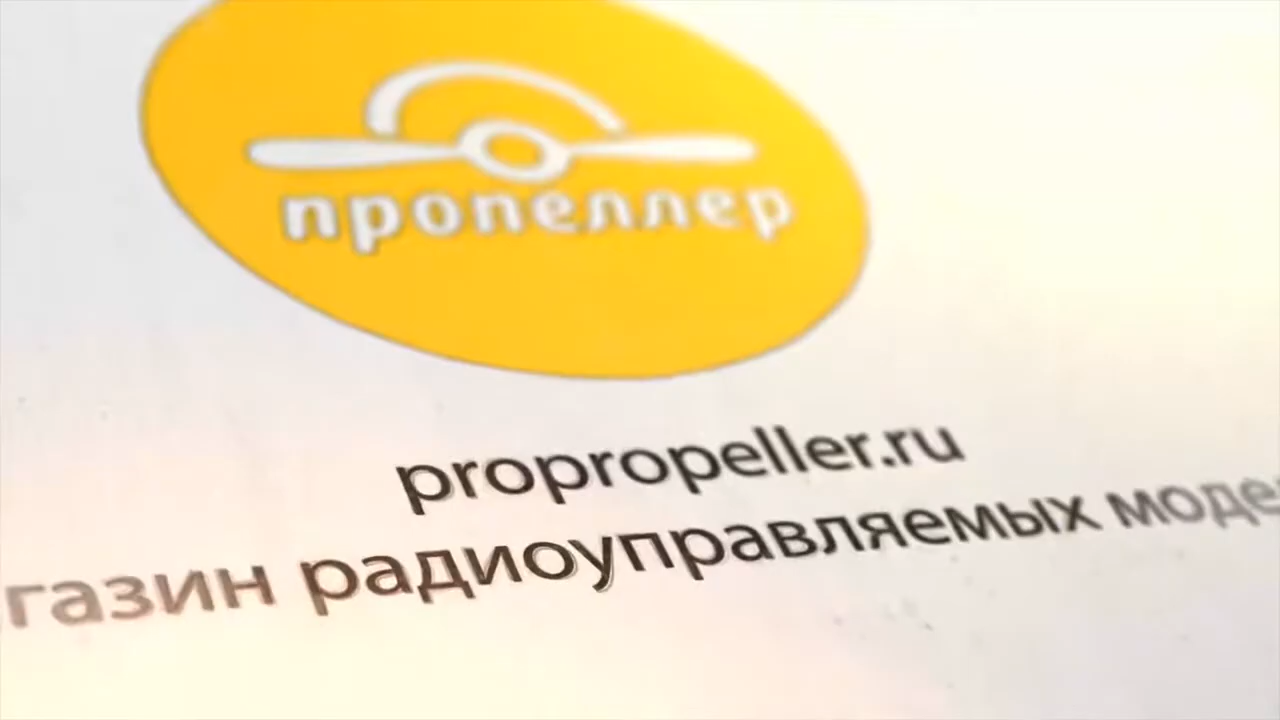 пропеллер
propropeller.ru
газин радиоуправляемых моде